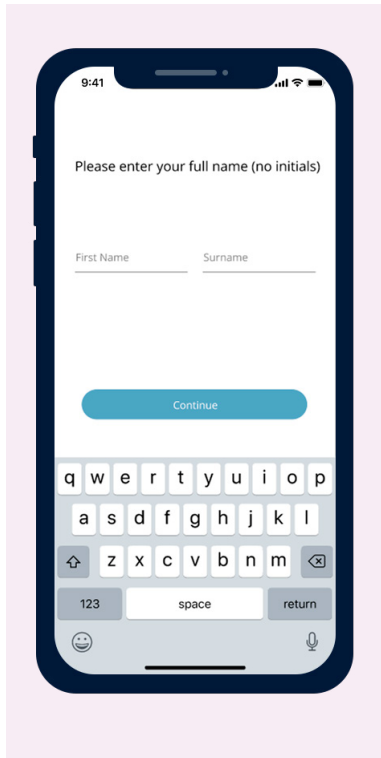 9:41
Please enter your full name (no initials)
First Name Surname
Continue
q w e r t y u i o p
a s d f g h j k l
z x c v b n m
123 space return